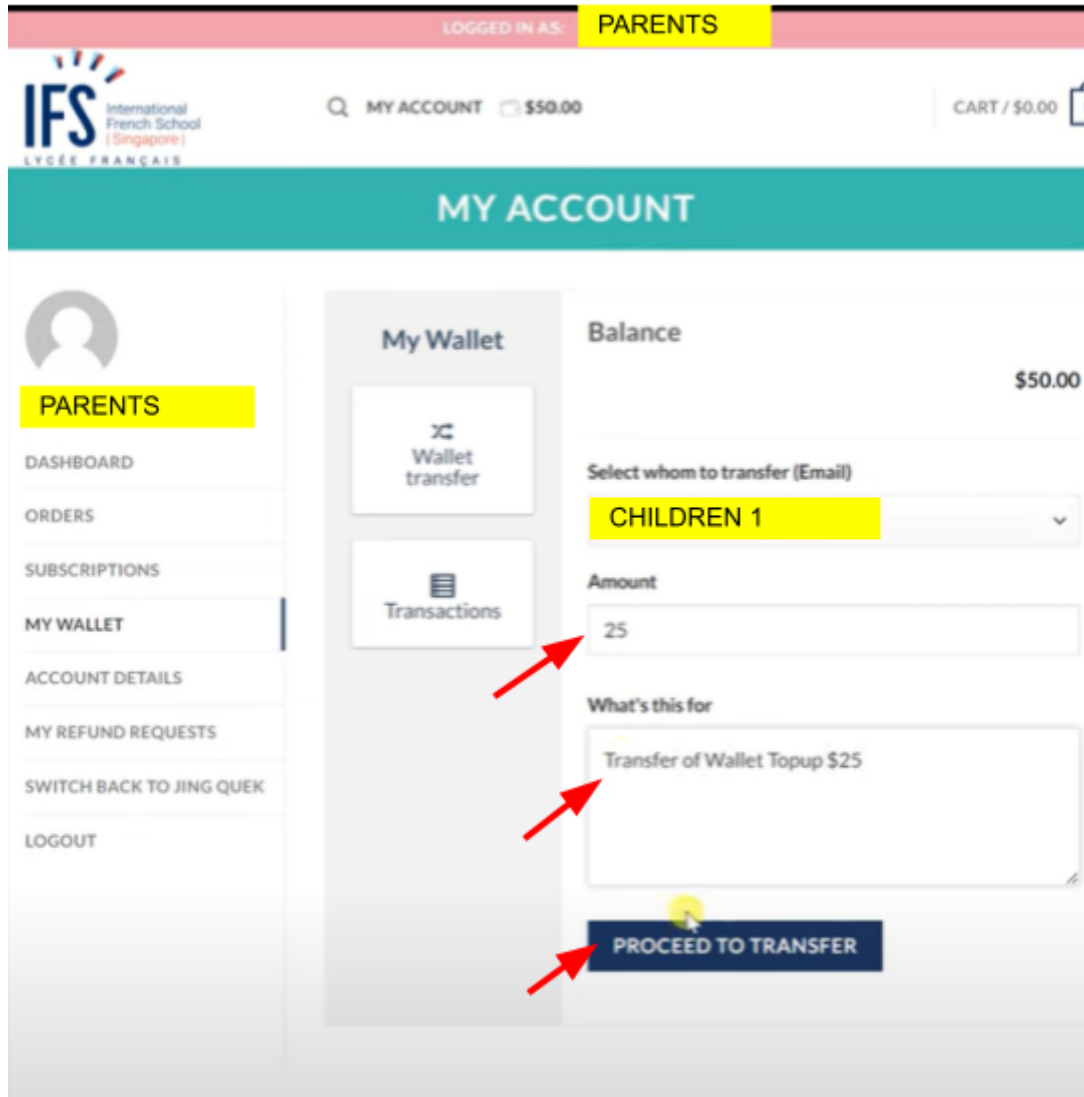 LOGGED IN AS: PARENTS
IFS International
French School
|Singapore|
LYCÉE FRANÇAIS
MY ACCOUNT $50.00
CART / $0.00
MY ACCOUNT
PARENTS
DASHBOARD
ORDERS
SUBSCRIPTIONS
MY WALLET
ACCOUNT DETAILS
MY REFUND REQUESTS
SWITCH BACK TO JING QUEK
LOGOUT
My Wallet
Wallet
transfer
Transactions
Balance
$50.00
Select whom to transfer (Email)
CHILDREN 1
Amount
25
What's this for
Transfer of Wallet Topup $25
PROCEED TO TRANSFER